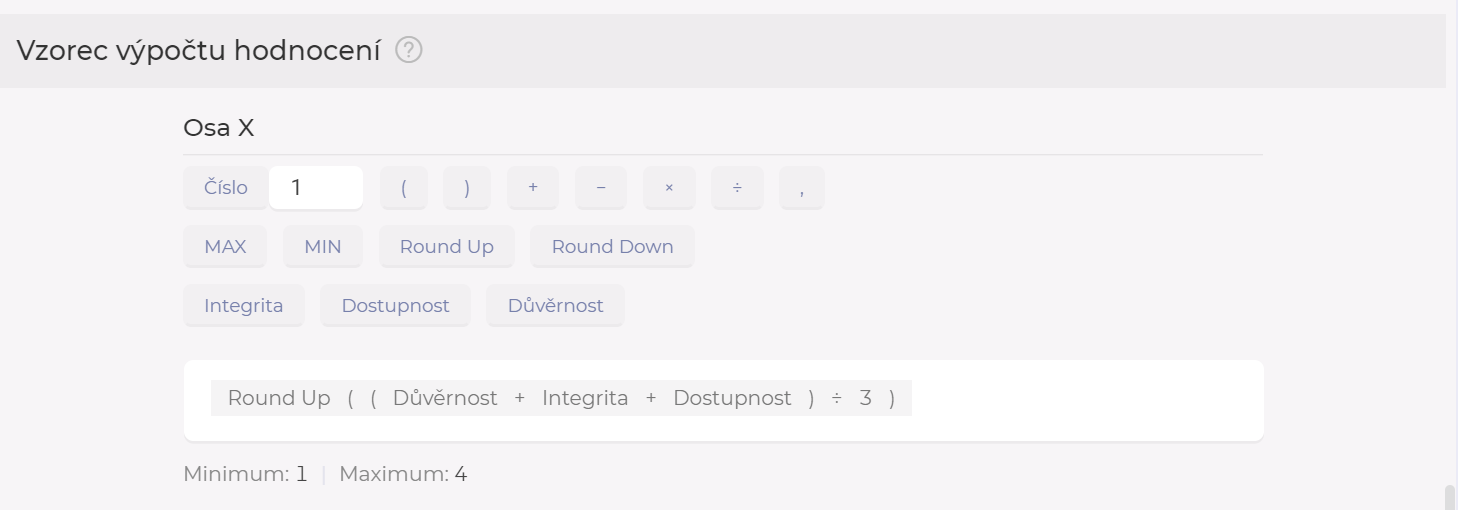 Vzorec výpočtu hodnocení ?
Osa X
Číslo 1 ( ) + − × ÷ ,
MAX MIN Round Up Round Down
Integrita Dostupnost Důvěrnost
Round Up ( ( Důvěrnost + Integrita + Dostupnost ) ÷ 3 )
Minimum: 1 | Maximum: 4